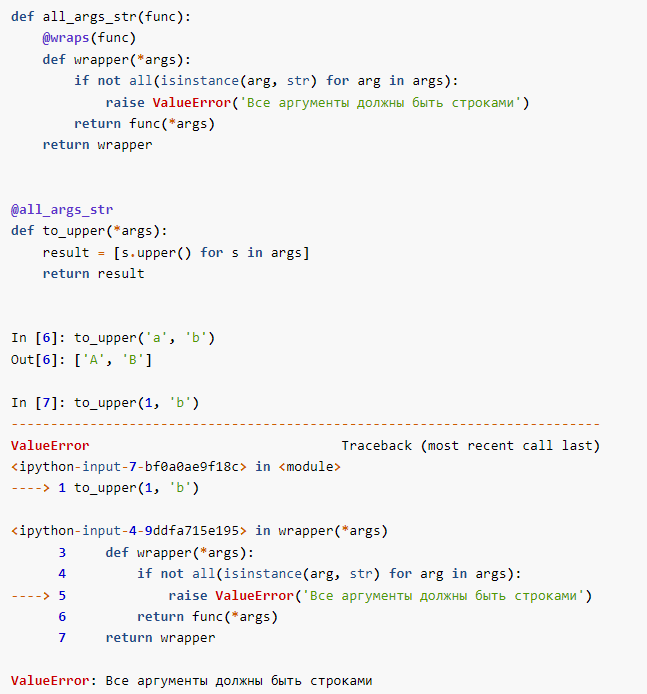 def all_args_str(func):
    @wraps(func)
    def wrapper(*args):
        if not all(isinstance(arg, str) for arg in args):
            raise ValueError('Все аргументы должны быть строками')
        return func(*args)
    return wrapper
@all_args_str
def to_upper(*args):
    result = [s.upper() for s in args]
    return result
In [6]: to_upper('a', 'b')
Out[6]: ['A', 'B']
In [7]: to_upper(1, 'b')
---------------------------------------------------------------------------
ValueError                                Traceback (most recent call last)
<ipython-input-7-bf0a0ae9f18c> in <module>
----> 1 to_upper(1, 'b')
<ipython-input-4-9ddfa715e195> in wrapper(*args)
      3     def wrapper(*args):
      4         if not all(isinstance(arg, str) for arg in args):
----> 5             raise ValueError('Все аргументы должны быть строками')
      6         return func(*args)
      7     return wrapper
ValueError: Все аргументы должны быть строками